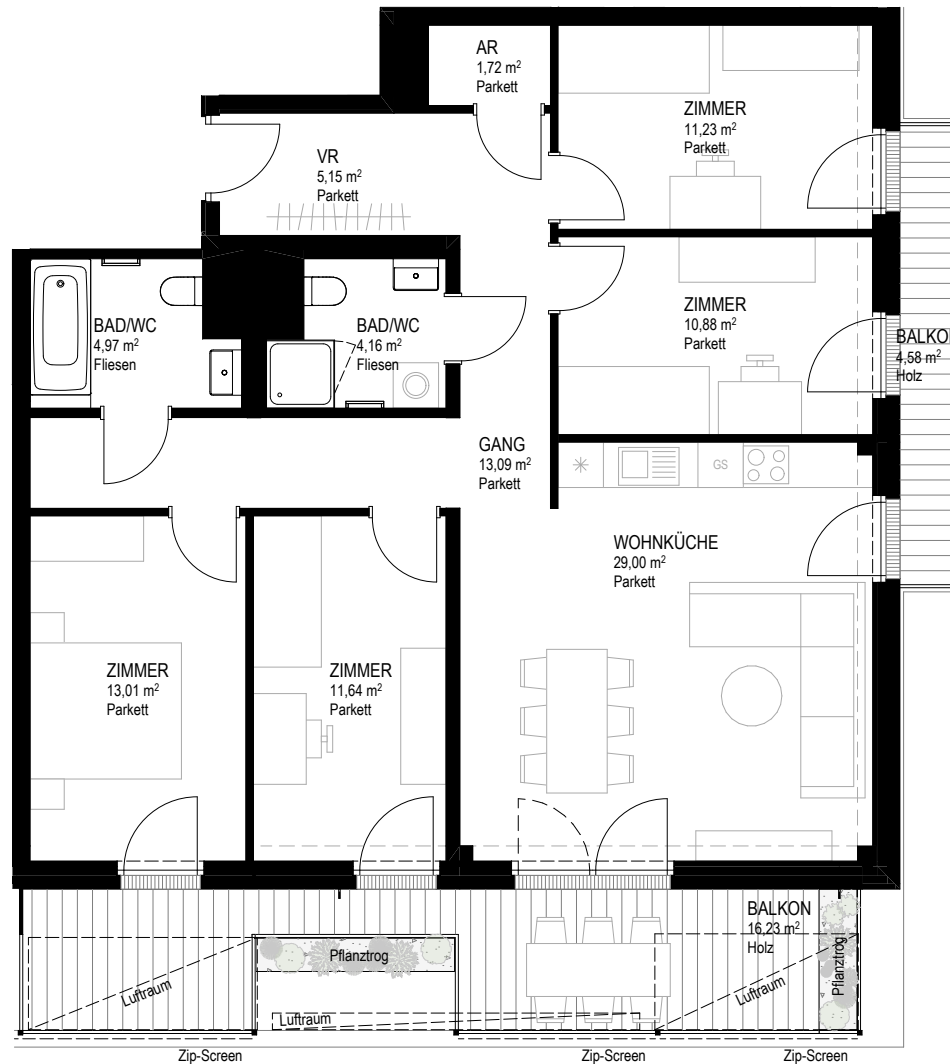 AR
1,72 m²
Parkett
ZIMMER
11,23 m²
Parkett
VR
5,15 m²
Parkett
ZIMMER
10,88 m²
Parkett
BAD/WC
4,97 m²
Fliesen
BAD/WC
4,16 m²
Fliesen
BALKO
4,58 m²
Holz
GANG
13,09 m²
Parkett
GS
WOHNKÜCHE
29,00 m²
Parkett
ZIMMER
13,01 m²
Parkett
ZIMMER
11,64 m²
Parkett
BALKON
16,23 m²
Holz
Pflanztrog
Pflanztrog
Luftraum
Luftraum
Luftraum
Zip-Screen
Zip-Screen
Zip-Screen